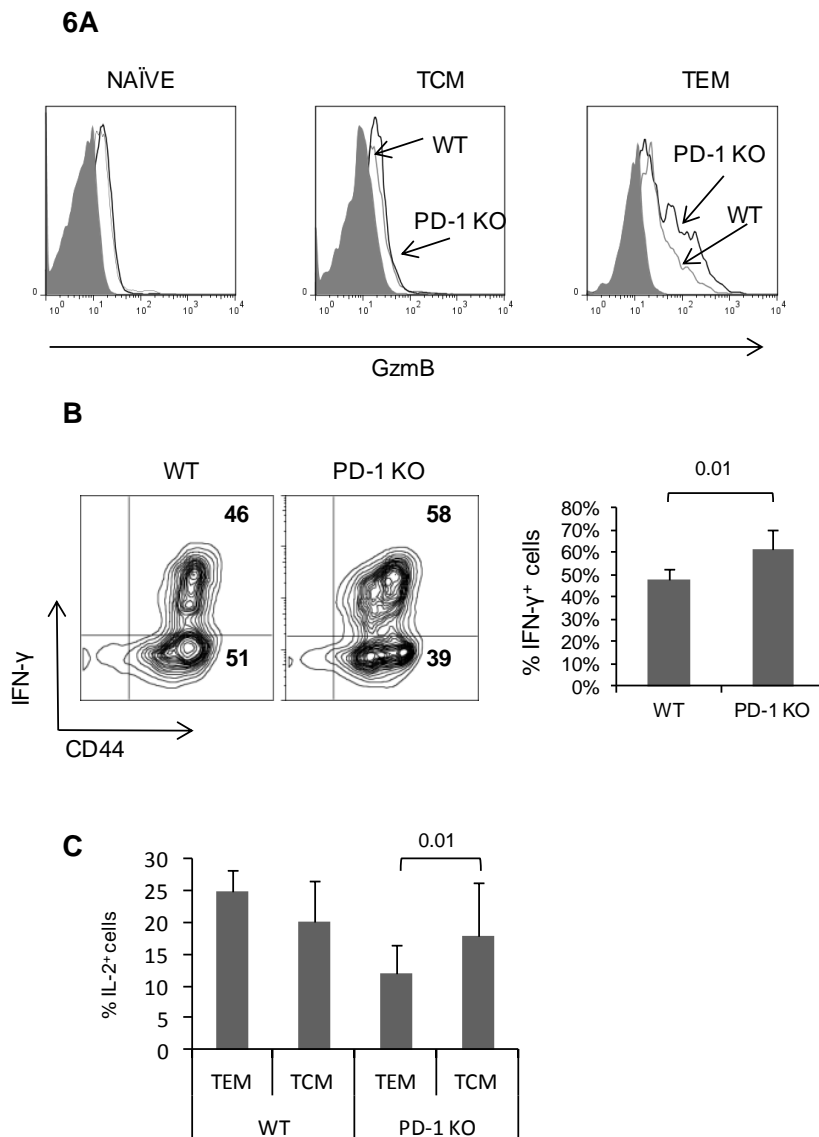 6A
NAÏVE
TCM
TEM
WT
PD-1 KO
PD-1 KO
WT
0
10^0 10^1 10^2 10^3 10^4
0
10^0 10^1 10^2 10^3 10^4
0
10^0 10^1 10^2 10^3 10^4
GzmB
B
WT
PD-1 KO
46
51
58
39
IFN-γ
CD44
0.01
% IFN-γ+ cells
80%
70%
60%
50%
40%
30%
20%
10%
0%
WT
PD-1 KO
C
0.01
% IL-2+ cells
30
25
20
15
10
5
0
TEM
TCM
TEM
TCM
WT
PD-1 KO